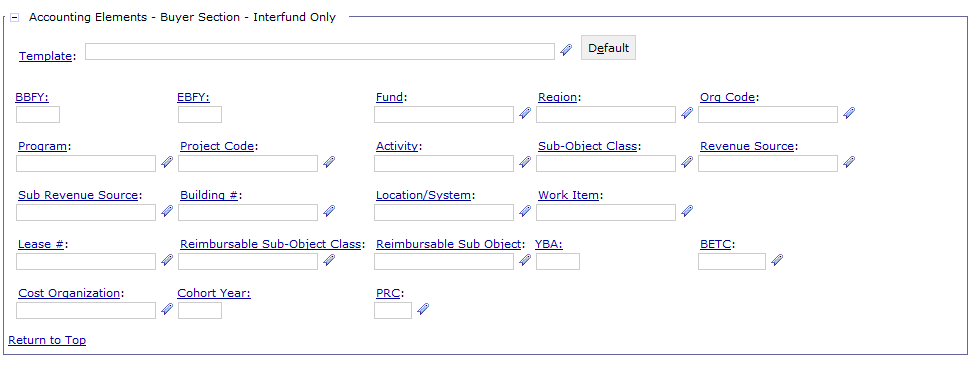 Accounting Elements - Buyer Section - Interfund Only
Template: Default
BBFY: EBFY: Fund: Region: Org Code:
Program: Project Code: Activity: Sub-Object Class: Revenue Source:
Sub Revenue Source: Building #: Location/System: Work Item:
Lease #: Reimbursable Sub-Object Class: Reimbursable Sub Object: YBA: BETC:
Cost Organization: Cohort Year: PRC:
Return to Top